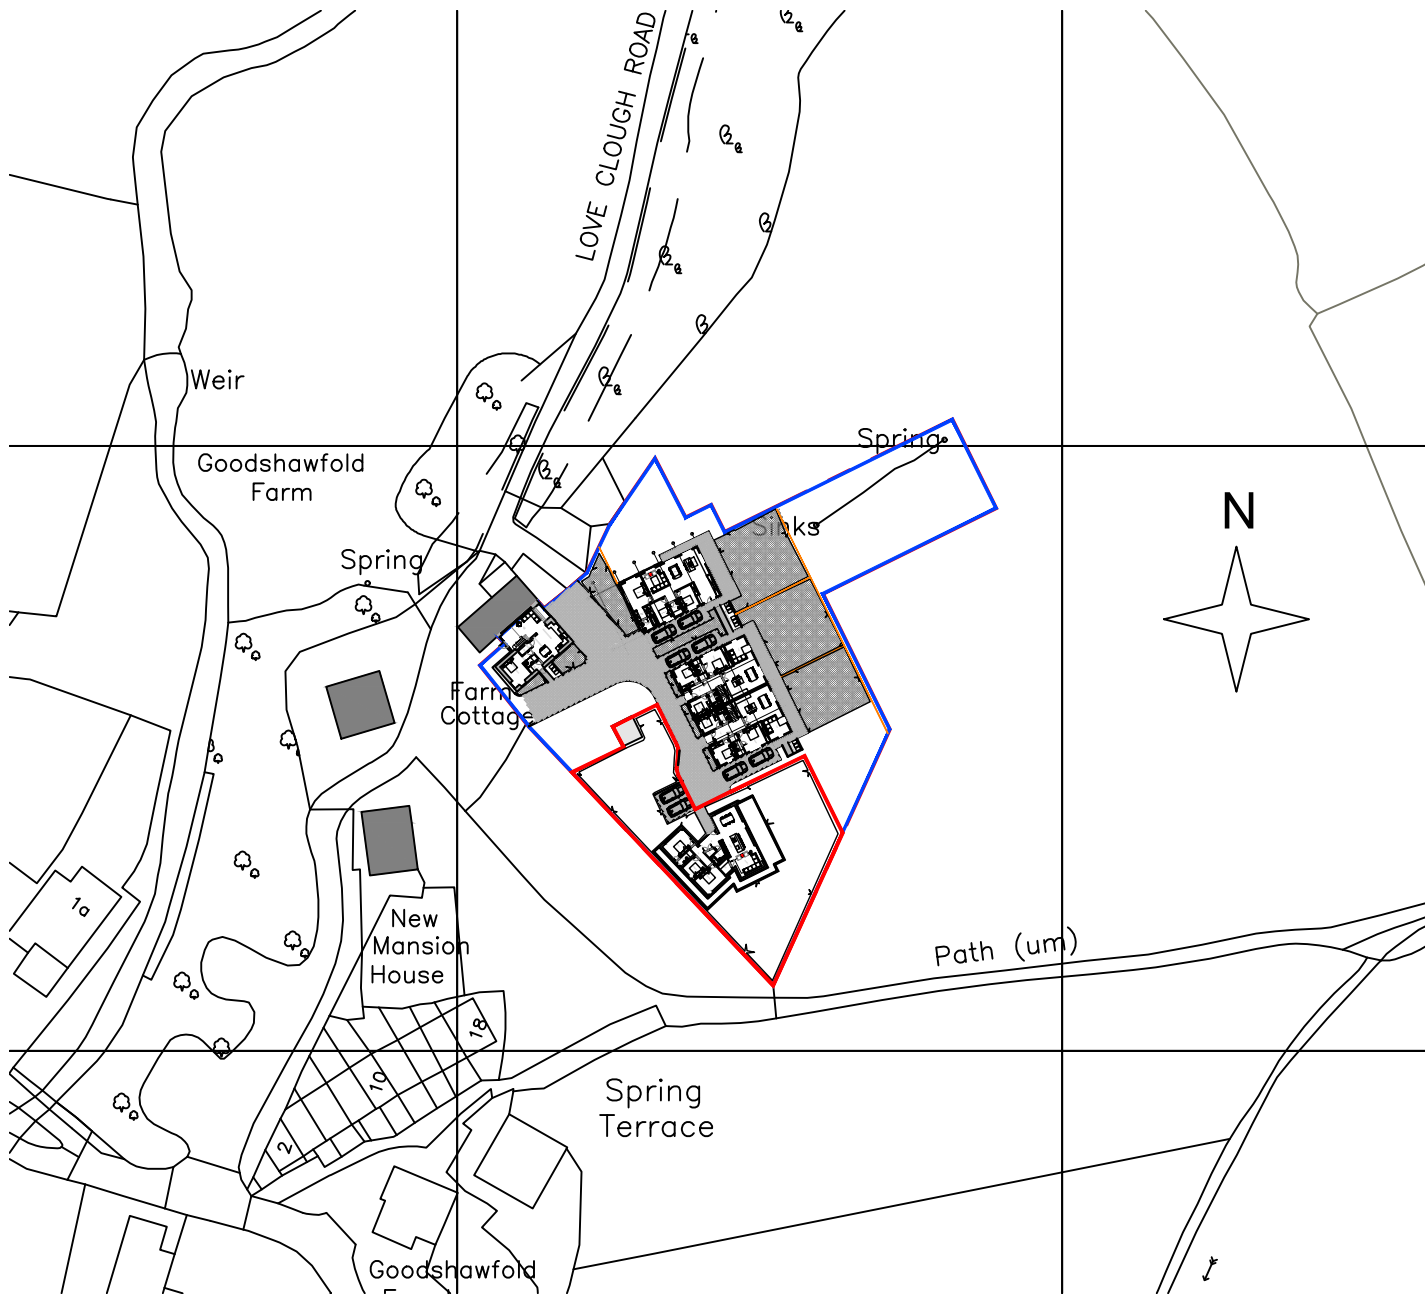 LOVE CLOUGH ROAD
Weir
Goodshawfold
Farm
Spring
Sinks
N
Spring
Farm
Cottage
1a
New
Mansion
House
Path (um)
18
10
2
Spring
Terrace
Goodshawfold